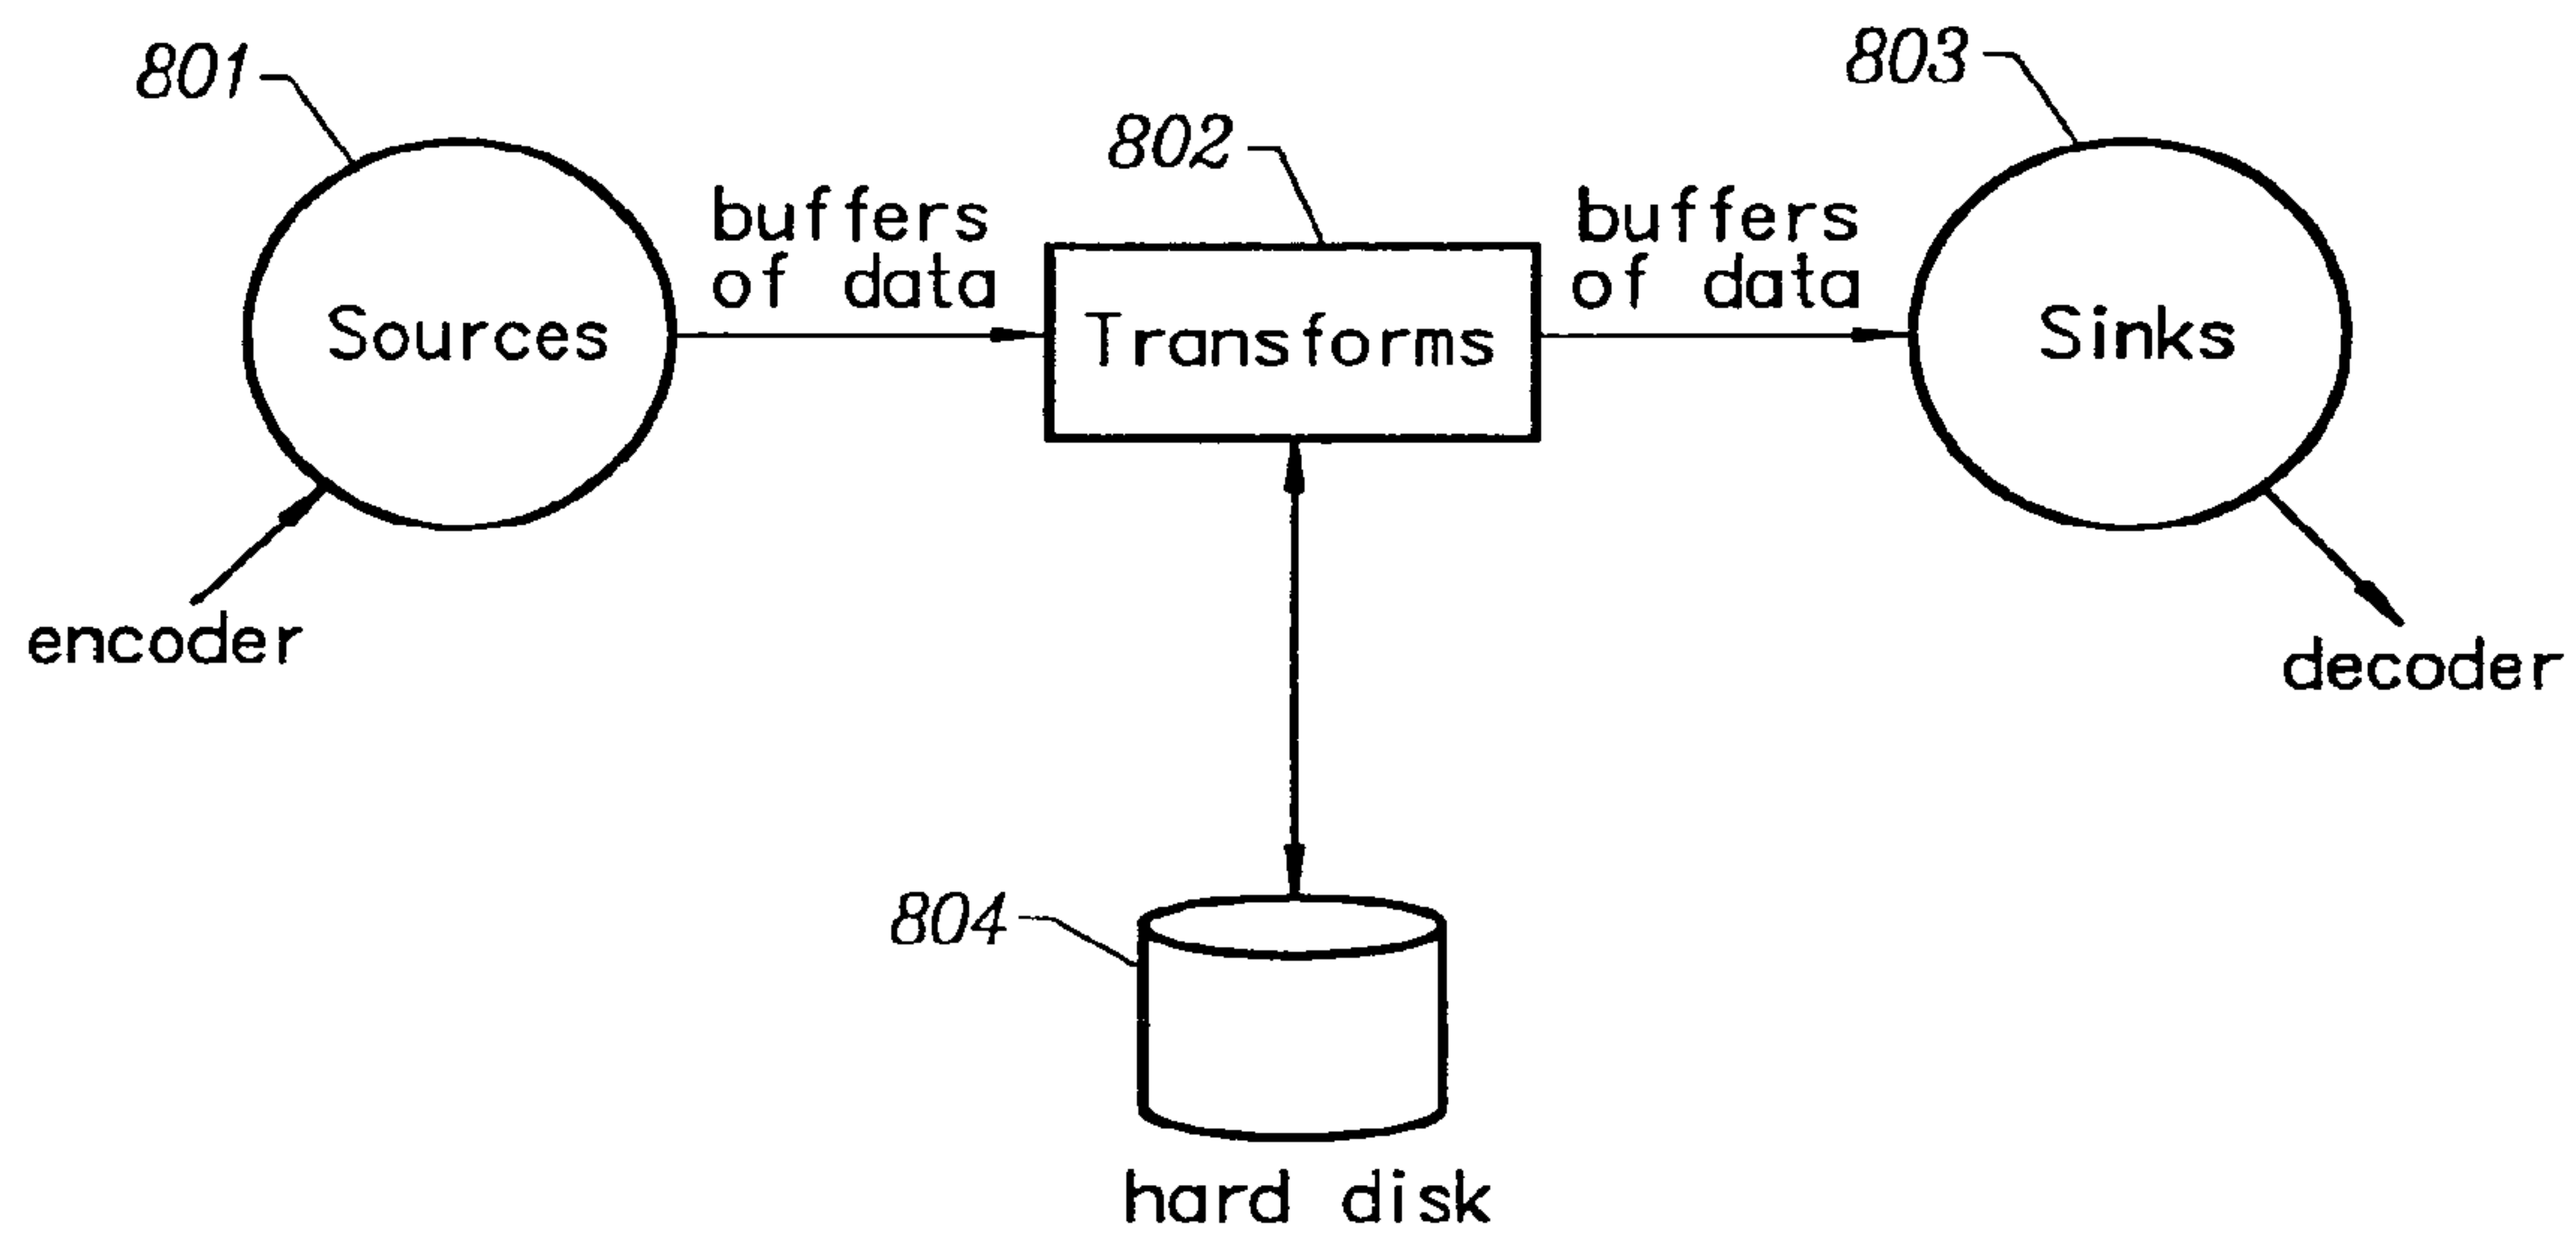 801
803
802
buffers
of data
buffers
of data
Sources
Transforms
Sinks
encoder
decoder
804
hard disk